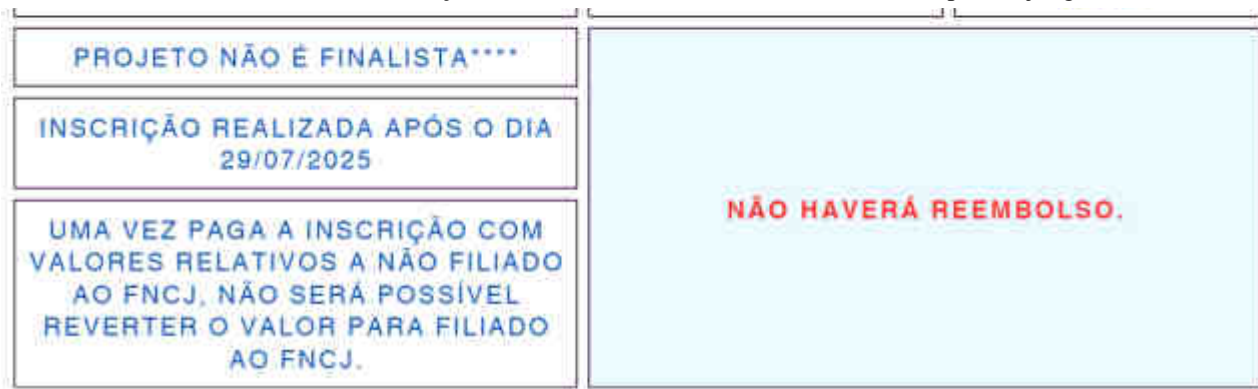 PROJETO NÃO É FINALISTA****
INSCRIÇÃO REALIZADA APÓS O DIA
29/07/2025
UMA VEZ PAGA A INSCRIÇÃO COM
VALORES RELATIVOS A NÃO FILIADO
AO FNCJ, NÃO SERÁ POSSÍVEL
REVERTER O VALOR PARA FILIADO
AO FNCJ.
NÃO HAVERÁ REEMBOLSO.